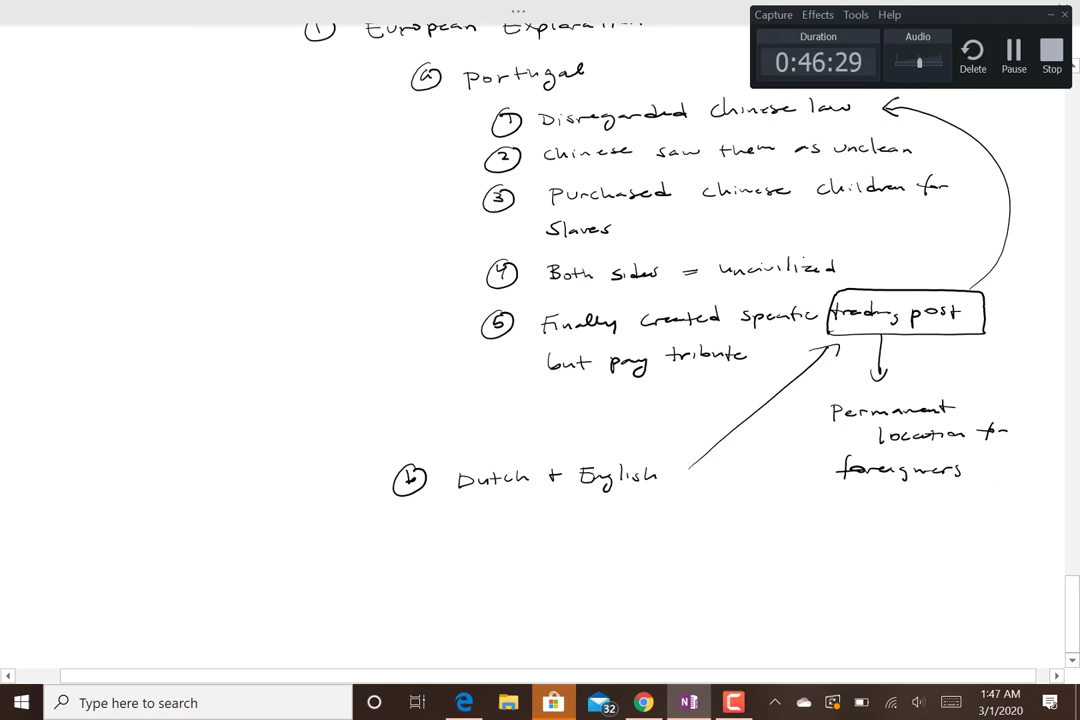 Capture Effects Tools Help
Duration
Audio
0:46:29
Delete Pause Stop
① European Exploration
ⓐ Portugal
① Disregarded Chinese law
② Chinese saw them as unclean
③ Purchased Chinese children for
slaves
④ Both sides = uncivilized
⑤ Finally created specific trading post
but pay tribute
Permanent
location for
foreigners
ⓑ Dutch + English
Type here to search
32
1:47 AM
3/1/2020